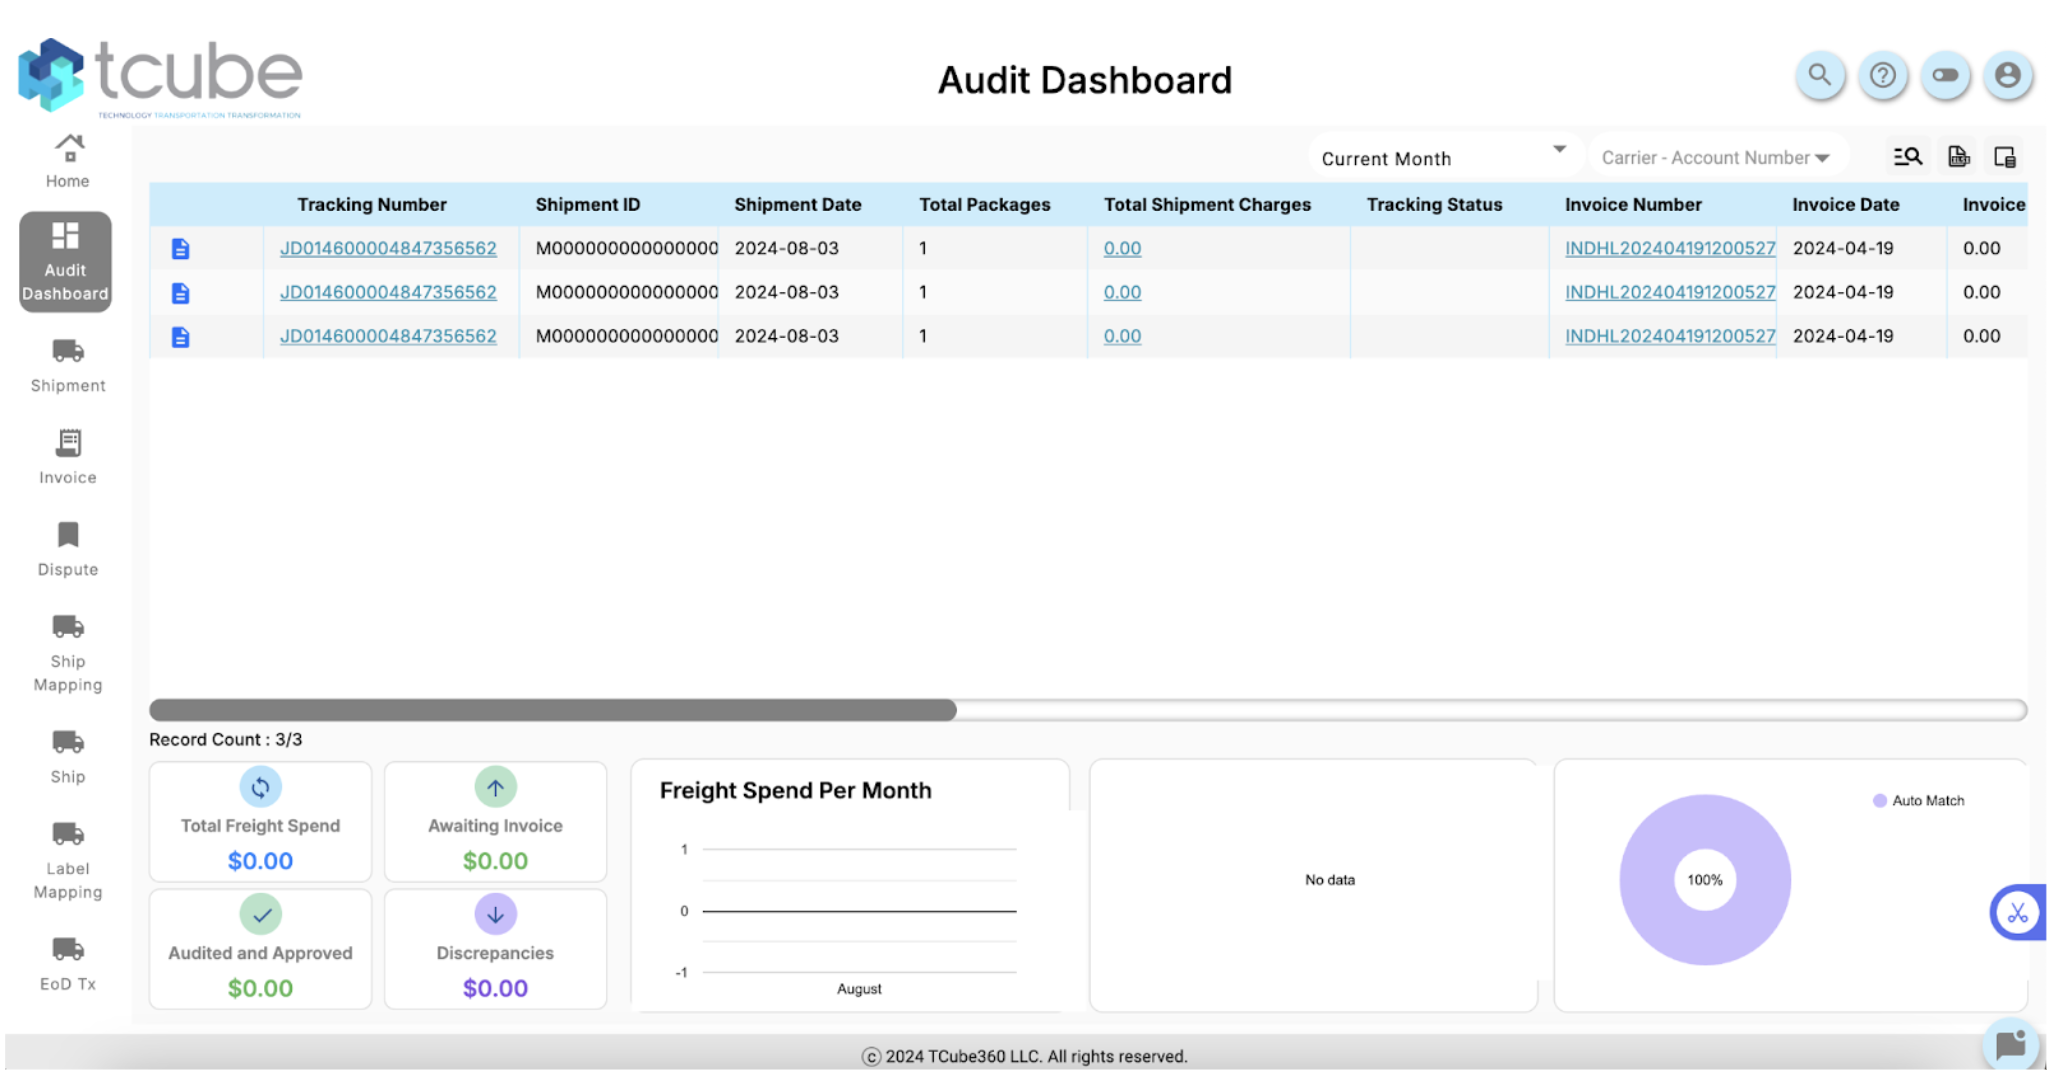 tcube
TECHNOLOGY TRANSPORTATION TRANSFORMATION
Audit Dashboard
Current Month
Carrier - Account Number
Home
Audit
Dashboard
Shipment
Invoice
Dispute
Ship
Mapping
Ship
Label
Mapping
EoD Tx
Tracking Number Shipment ID Shipment Date Total Packages Total Shipment Charges Tracking Status Invoice Number Invoice Date Invoice
JD014600004847356562 M000000000000000 2024-08-03 1 0.00 INDHL202404191200527 2024-04-19 0.00
JD014600004847356562 M000000000000000 2024-08-03 1 0.00 INDHL202404191200527 2024-04-19 0.00
JD014600004847356562 M000000000000000 2024-08-03 1 0.00 INDHL202404191200527 2024-04-19 0.00
Record Count : 3/3
Total Freight Spend
$0.00
Awaiting Invoice
$0.00
Audited and Approved
$0.00
Discrepancies
$0.00
Freight Spend Per Month
1
0
-1
August
No data
100%
Auto Match
© 2024 TCube360 LLC. All rights reserved.